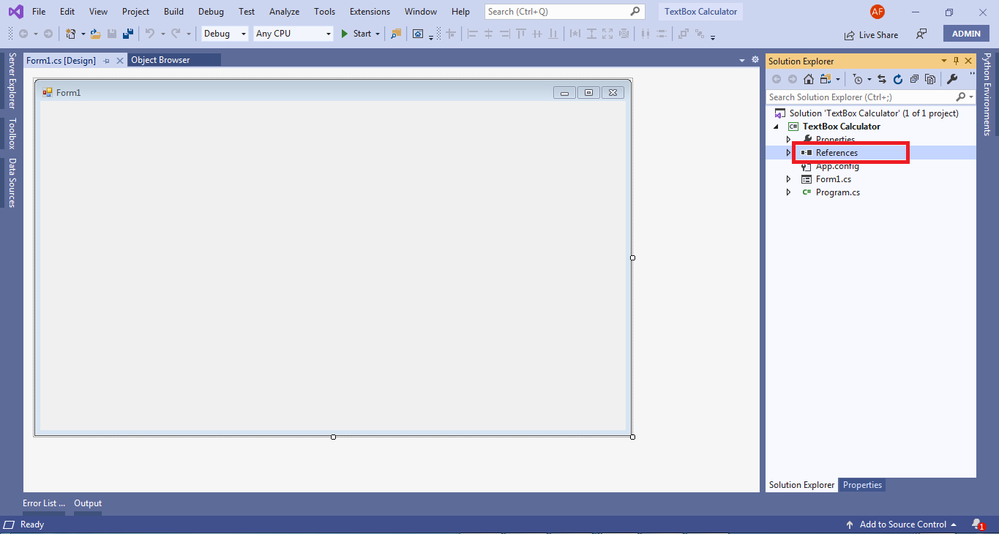 File Edit View Project Build Debug Test Analyze Tools Extensions Window Help Search (Ctrl+Q) TextBox Calculator AF
Debug Any CPU Start Live Share ADMIN
Form1.cs [Design] Object Browser
Form1
Server Explorer
Toolbox
Data Sources
Solution Explorer
Search Solution Explorer (Ctrl+;)
Solution 'TextBox Calculator' (1 of 1 project)
C# TextBox Calculator
Properties
References
App.config
Form1.cs
C# Program.cs
Python Environments
Solution Explorer Properties
Error List ... Output
Ready Add to Source Control 1